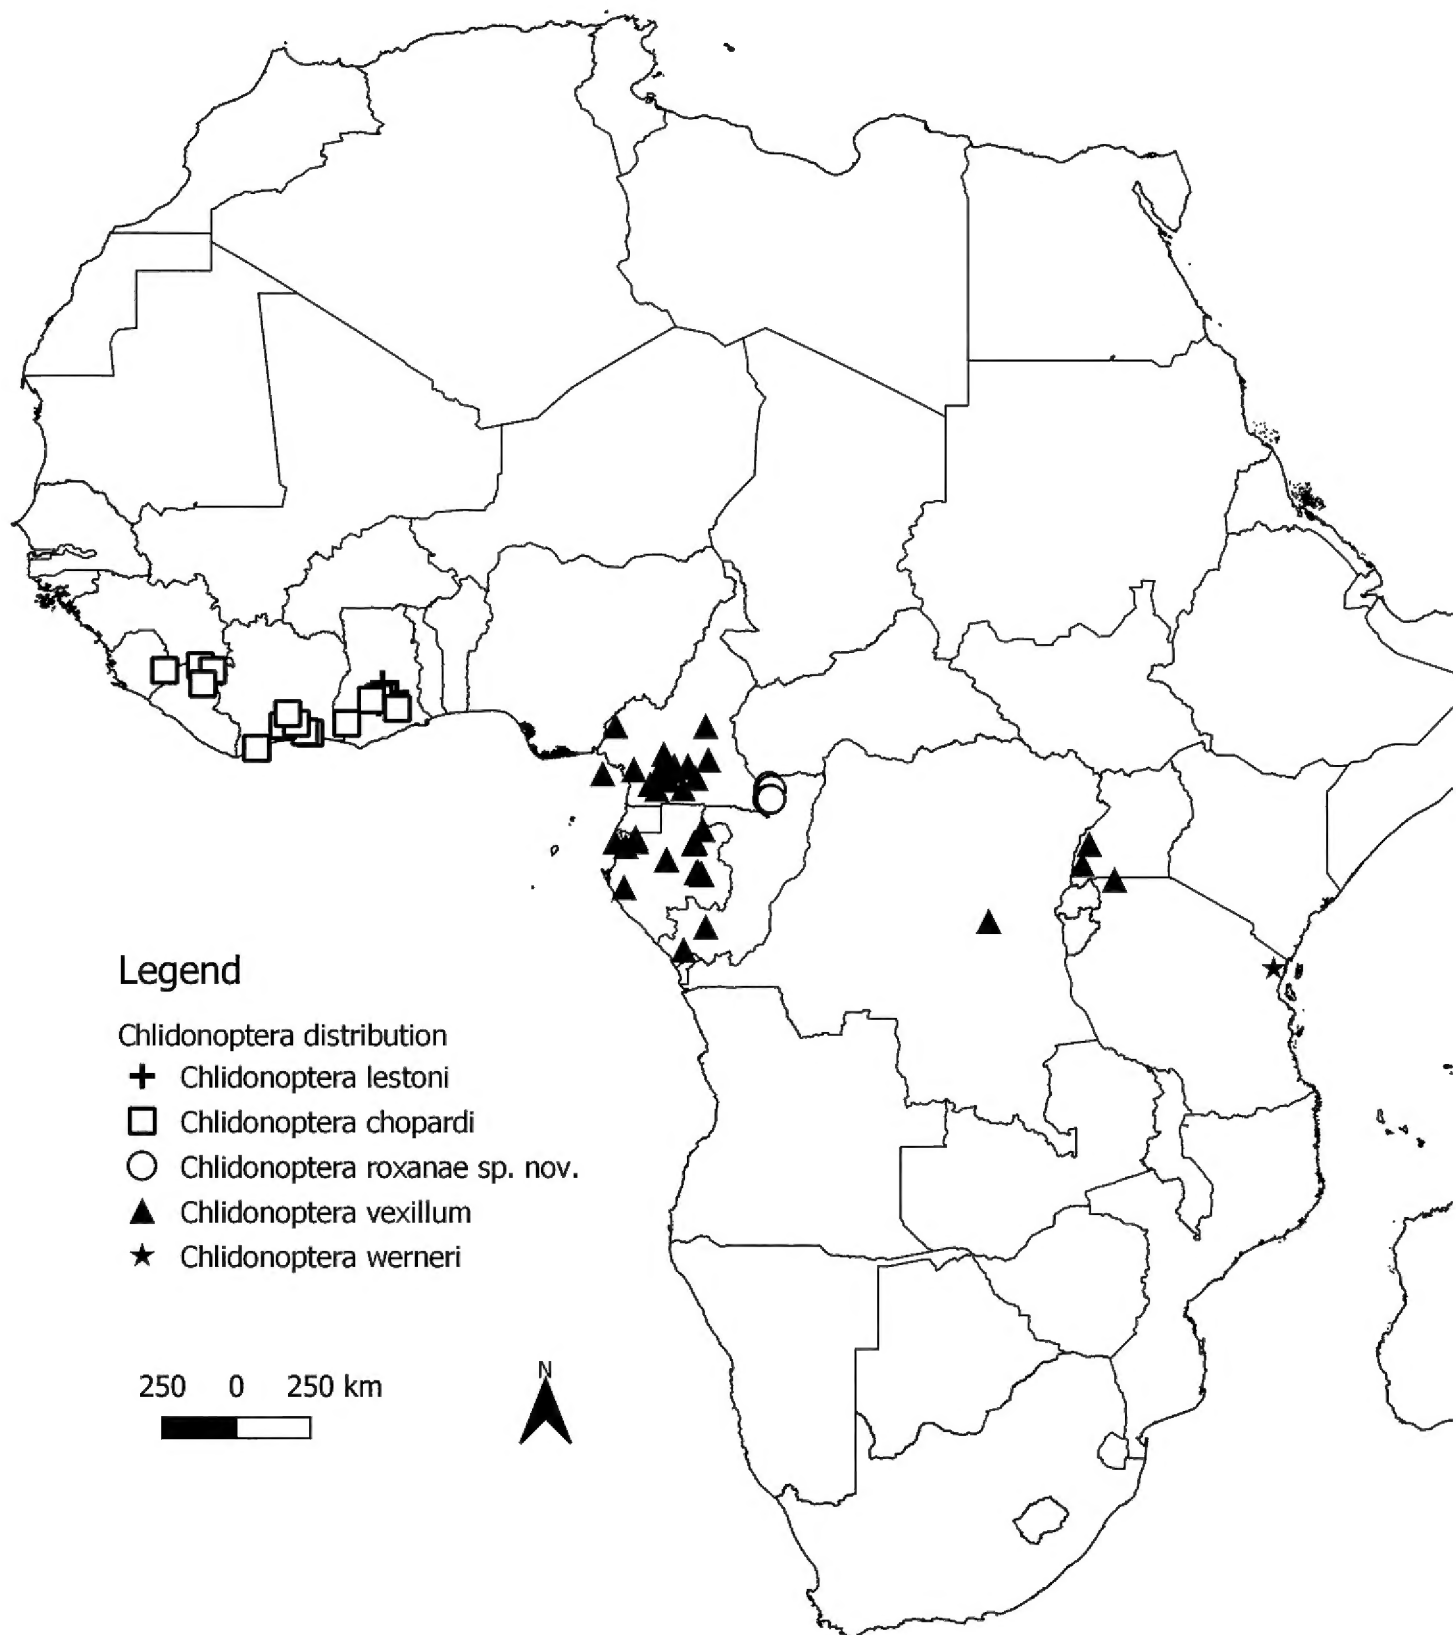 Legend
Chlidonoptera distribution
Chlidonoptera lestoni
Chlidonoptera chopardi
Chlidonoptera roxanae sp. nov.
Chlidonoptera vexillum
Chlidonoptera werneri
250 0 250 km
N